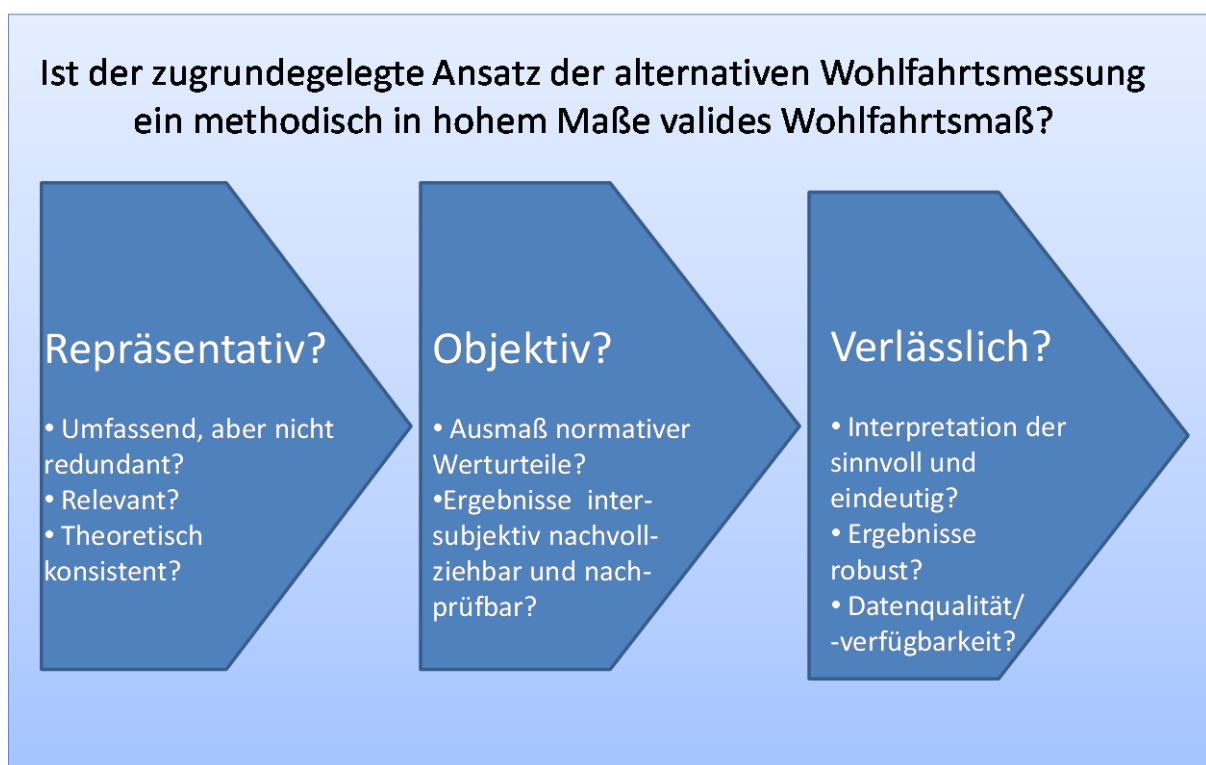 Ist der zugrundegelegte Ansatz der alternativen Wohlfahrtsmessung
ein methodisch in hohem Maße valides Wohlfahrtsmaß?
Repräsentativ?
• Umfassend, aber nicht
redundant?
• Relevant?
• Theoretisch
konsistent?
Objektiv?
• Ausmaß normativer
Werturteile?
•Ergebnisse inter-
subjektiv nachvoll-
ziehbar und nach-
prüfbar?
Verlässlich?
• Interpretation der
sinnvoll und
eindeutig?
• Ergebnisse
robust?
• Datenqualität/
-verfügbarkeit?